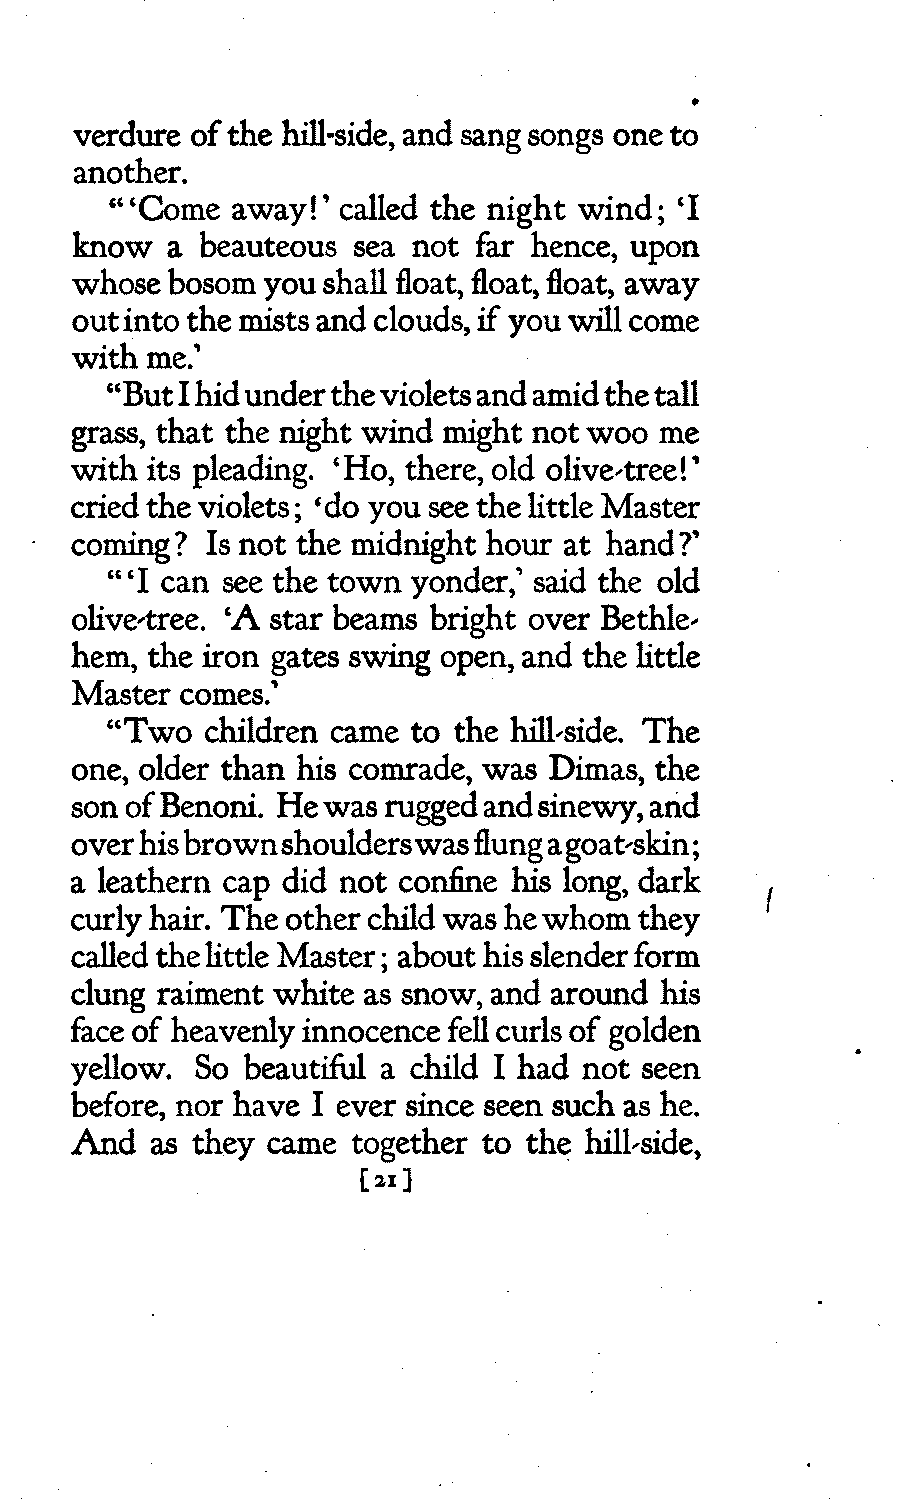 verdure of the hill-side, and sang songs one to
another.
“‘Come away!’ called the night wind; ‘I
know a beauteous sea not far hence, upon
whose bosom you shall float, float, float, away
out into the mists and clouds, if you will come
with me.’
“But I hid under the violets and amid the tall
grass, that the night wind might not woo me
with its pleading. ‘Ho, there, old olive-tree!’
cried the violets; ‘do you see the little Master
coming? Is not the midnight hour at hand?’
“‘I can see the town yonder,’ said the old
olive-tree. ‘A star beams bright over Bethle-
hem, the iron gates swing open, and the little
Master comes.’
“Two children came to the hill-side. The
one, older than his comrade, was Dimas, the
son of Benoni. He was rugged and sinewy, and
over his brown shoulders was flung a goat-skin;
a leathern cap did not confine his long, dark
curly hair. The other child was he whom they
called the little Master; about his slender form
clung raiment white as snow, and around his
face of heavenly innocence fell curls of golden
yellow. So beautiful a child I had not seen
before, nor have I ever since seen such as he.
And as they came together to the hill-side,
[21]